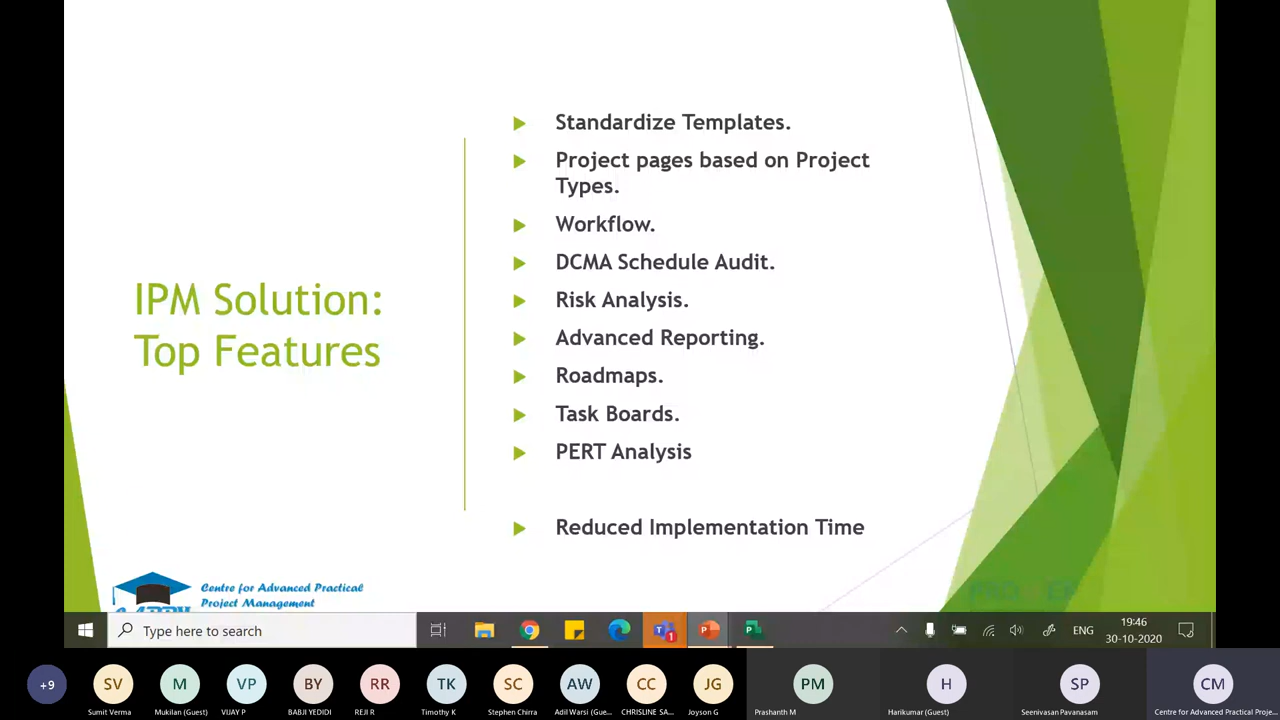 Standardize Templates.
Project pages based on Project
Types.
Workflow.
DCMA Schedule Audit.
Risk Analysis.
Advanced Reporting.
Roadmaps.
Task Boards.
PERT Analysis
Reduced Implementation Time
IPM Solution:
Top Features
Centre for Advanced Practical
Project Management
Type here to search
1
ENG
19:46
30-10-2020
+9
SV
M
VP
BY
RR
TK
SC
AW
CC
JG
PM
H
SP
CM
Sumit Verma
Mukilan (Guest)
VIJAY P
BABJI YEDIDI
REJI R
Timothy K
Stephen Chirra
Adil Warsi (Gue...
CHRISLINE SA...
Joyson G
Prashanth M
Harikumar (Guest)
Seenivasan Pavanasam
Centre for Advanced Practical Proje...